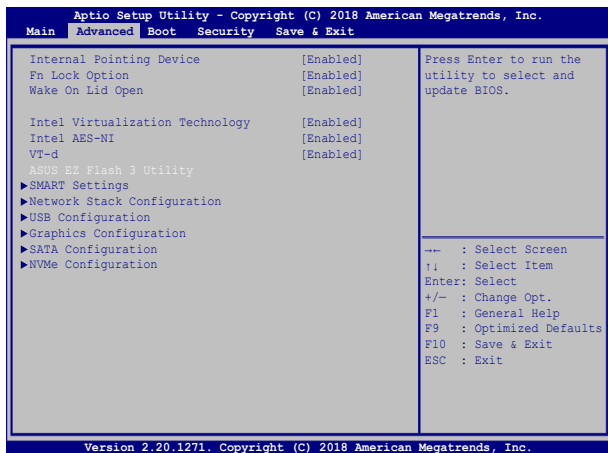 Aptio Setup Utility - Copyright (C) 2018 American Megatrends, Inc.
Main Advanced Boot Security Save & Exit
Internal Pointing Device [Enabled]
Fn Lock Option [Enabled]
Wake On Lid Open [Enabled]
Intel Virtualization Technology [Enabled]
Intel AES-NI [Enabled]
VT-d [Enabled]
ASUS EZ Flash 3 Utility
▶SMART Settings
▶Network Stack Configuration
▶USB Configuration
▶Graphics Configuration
▶SATA Configuration
▶NVMe Configuration
Press Enter to run the
utility to select and
update BIOS.
→← : Select Screen
↑↓ : Select Item
Enter: Select
+/— : Change Opt.
F1 : General Help
F9 : Optimized Defaults
F10 : Save & Exit
ESC : Exit
Version 2.20.1271. Copyright (C) 2018 American Megatrends, Inc.